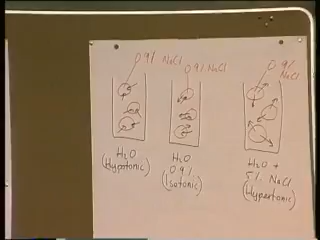 0.9% NaCl
0.9% NaCl
0.9%
NaCl
H₂O
(Hypotonic)
H₂O
0.9%
(Isotonic)
H₂O +
5% NaCl
(Hypertonic)